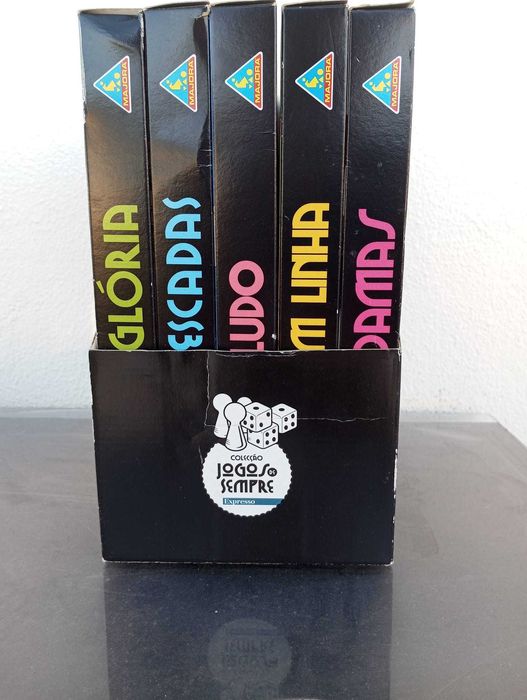 MAJORA
GLÓRIA
MAJORA
ESCADAS
MAJORA
LUDO
MAJORA
M LINHA
MAJORA
DAMAS
COLECÇÃO
JOGOS DE
SEMPRE
Expresso